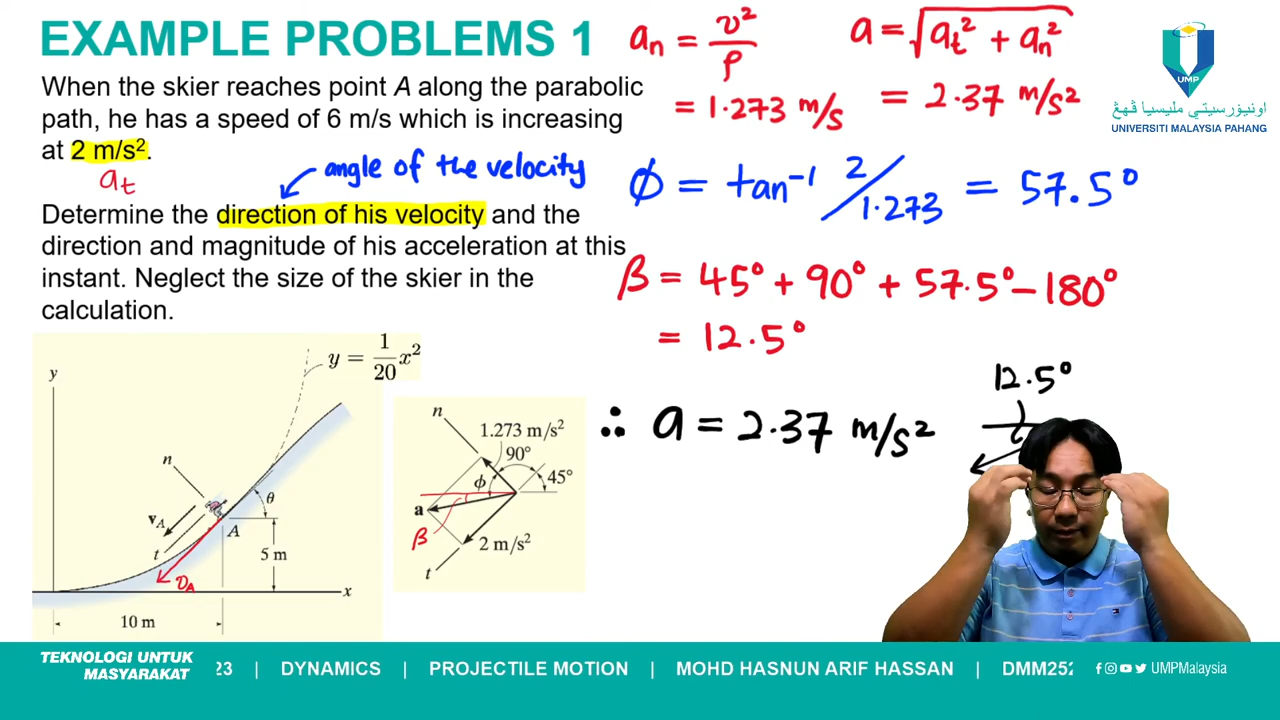 EXAMPLE PROBLEMS 1
When the skier reaches point A along the parabolic
path, he has a speed of 6 m/s which is increasing
at 2 m/s².
aₜ
angle of the velocity
Determine the direction of his velocity and the
direction and magnitude of his acceleration at this
instant. Neglect the size of the skier in the
calculation.
aₙ = v²/ρ
= 1.273 m/s
a = √(aₜ² + aₙ²)
= 2.37 m/s²
UMP
اونيۏرسيتي مليسيا ڤهڠ
UNIVERSITI MALAYSIA PAHANG
φ = tan⁻¹ 2/1.273 = 57.5°
β = 45° + 90° + 57.5° - 180°
= 12.5°
∴ a = 2.37 m/s²
12.5°
y = 1/20 x²
y
n
θ
v_A
A
t
5 m
v_A
x
10 m
n
1.273 m/s²
90°
φ
45°
a
β
2 m/s²
t
TEKNOLOGI UNTUK
MASYARAKAT
23 | DYNAMICS | PROJECTILE MOTION | MOHD HASNUN ARIF HASSAN | DMM252
UMPMalaysia